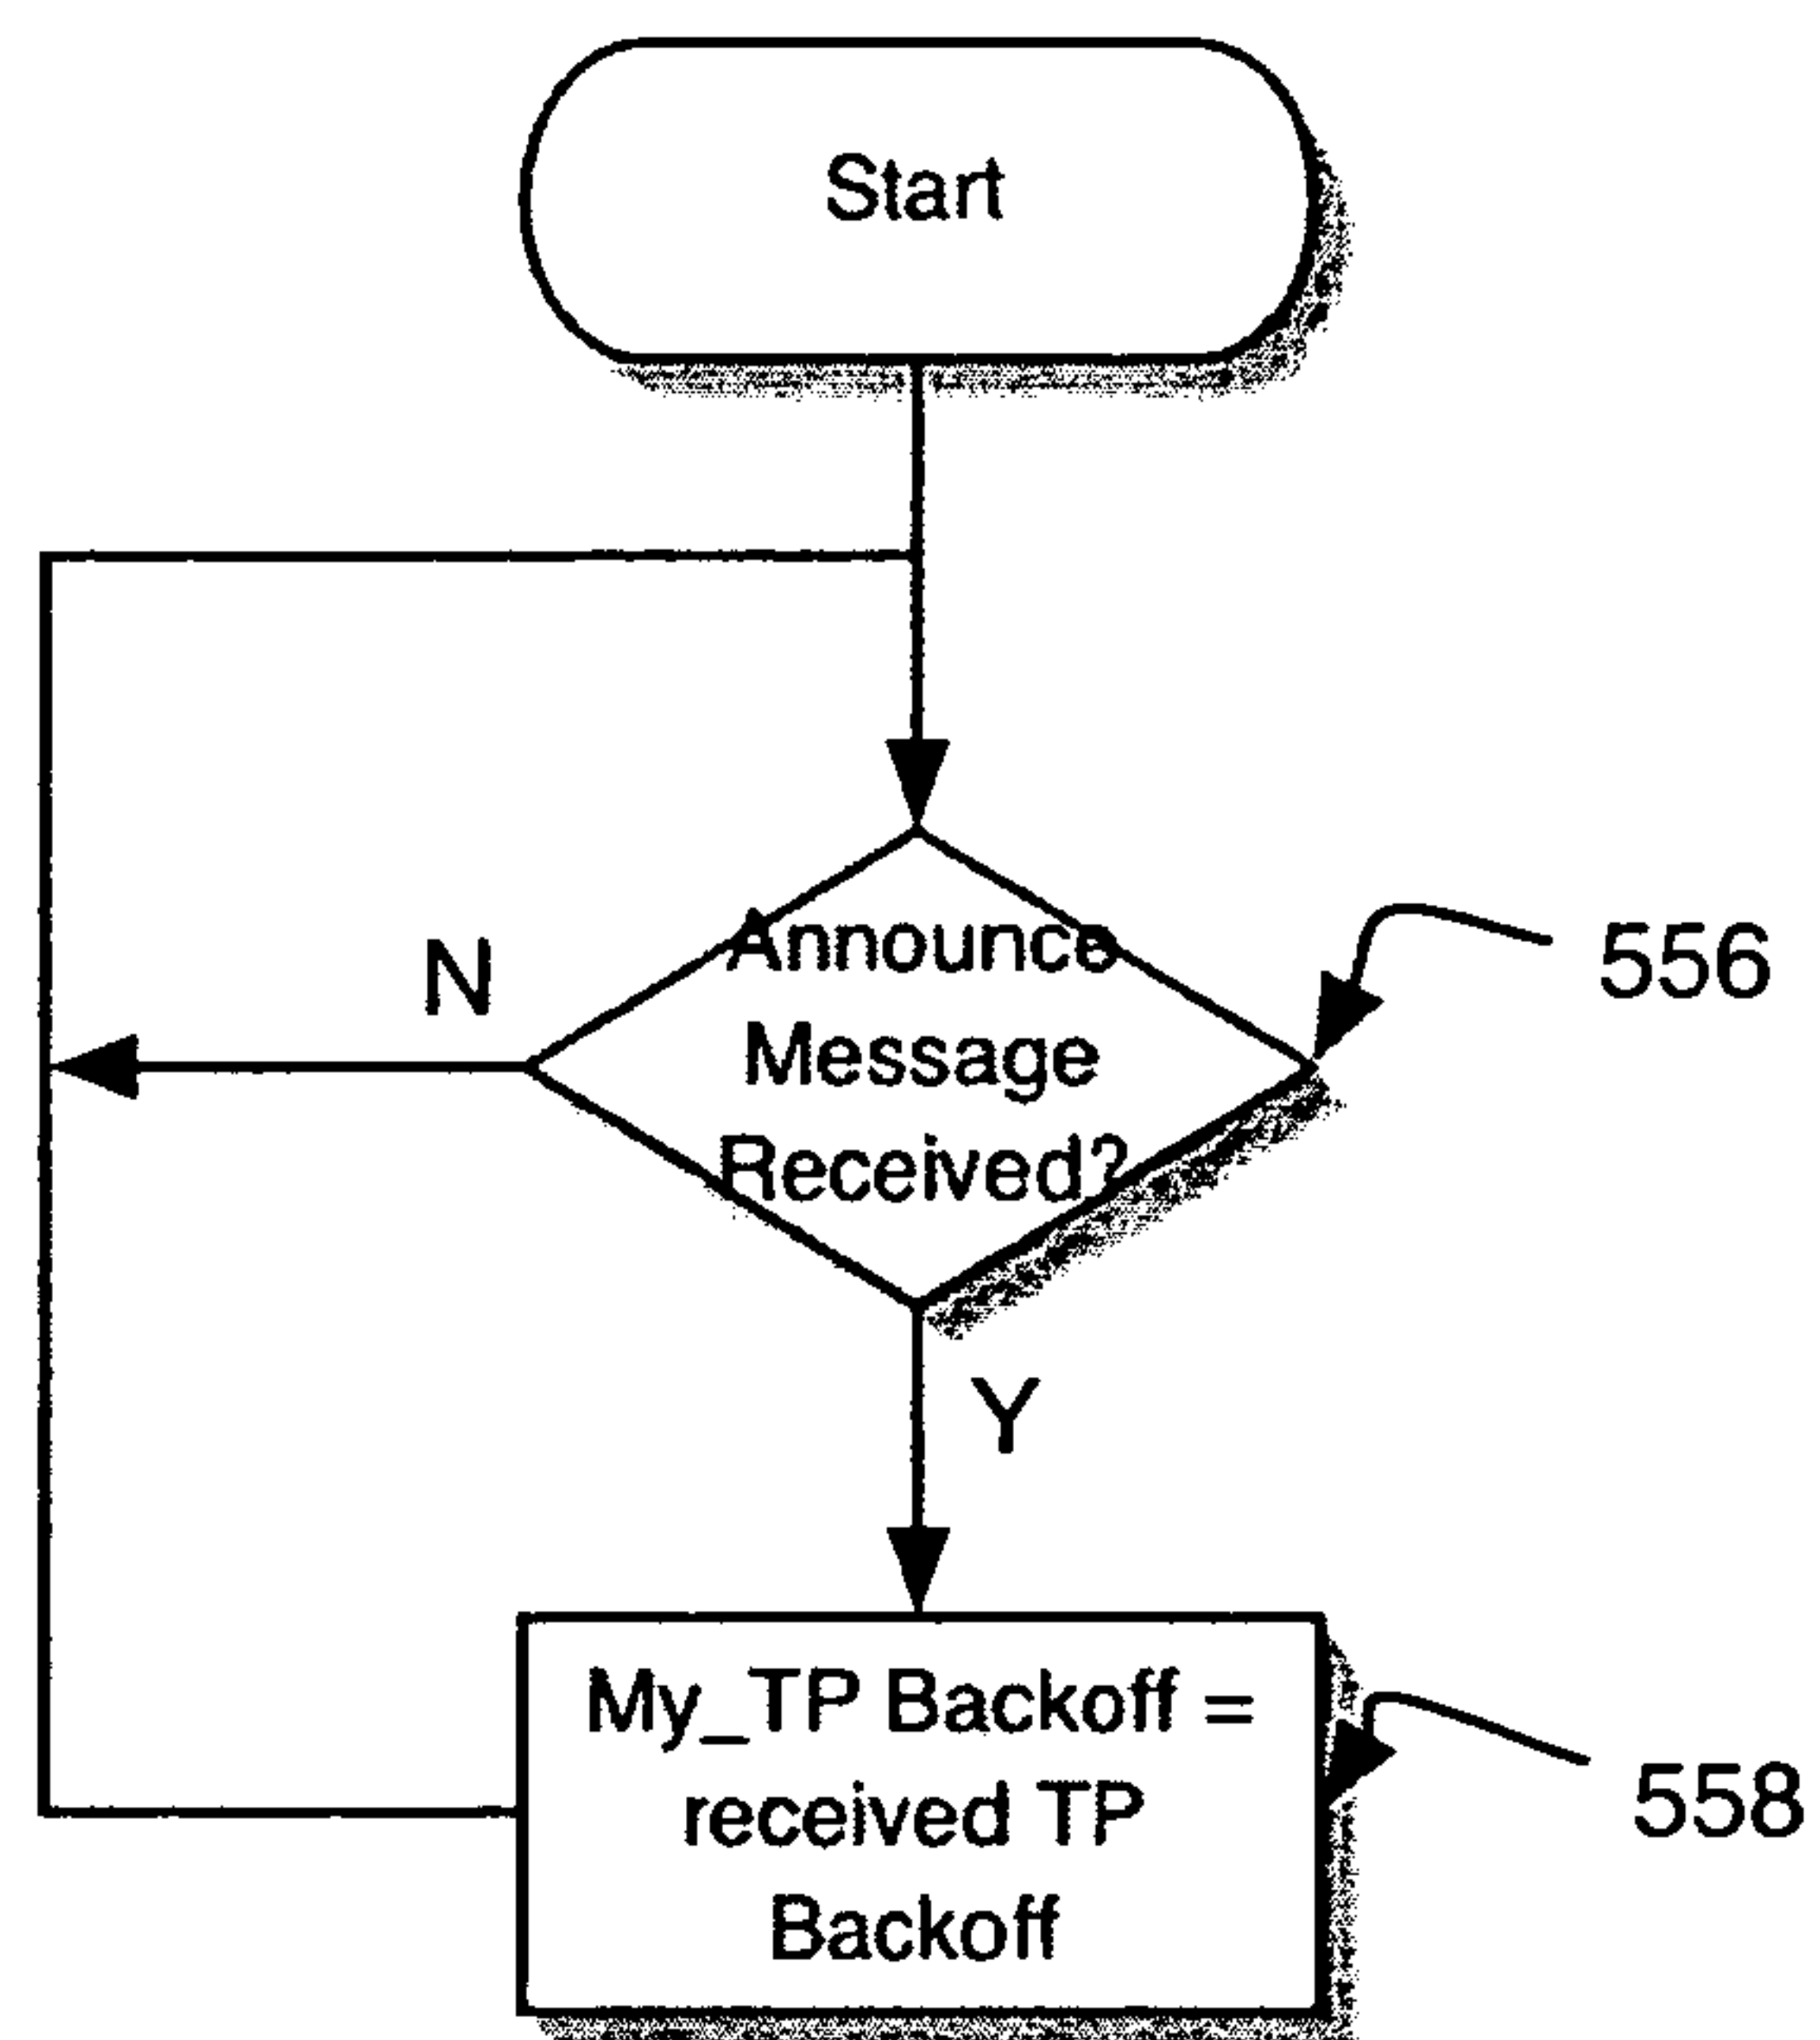 Start
N
Announce
Message
Received?
556
Y
My_TP Backoff =
received TP
Backoff
558